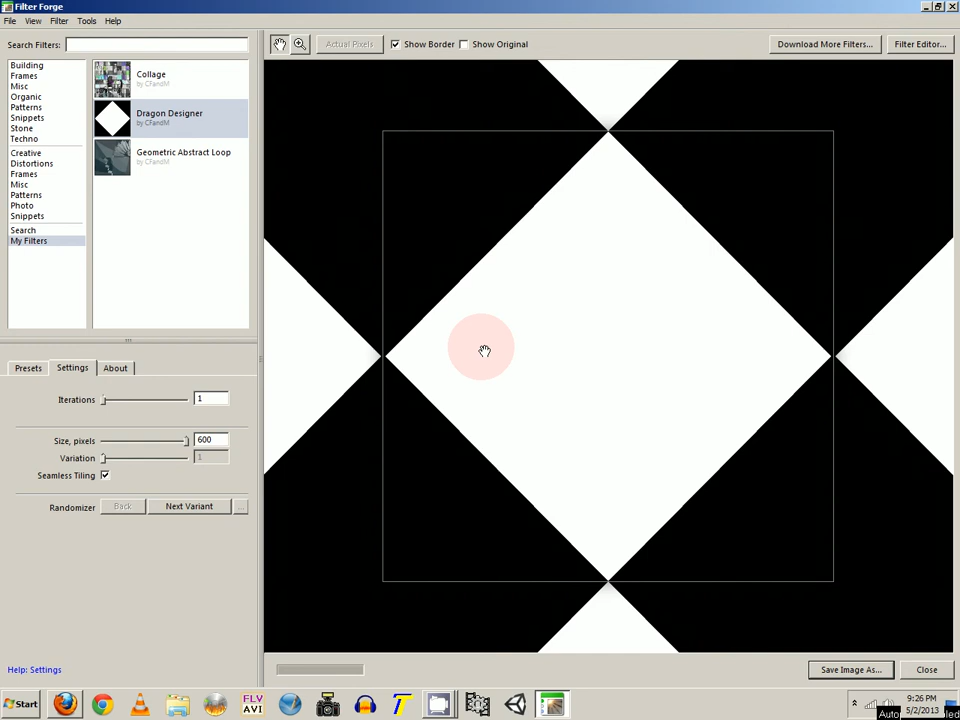 Filter Forge
File View Filter Tools Help
Search Filters:
Actual Pixels
Show Border
Show Original
Download More Filters...
Filter Editor...
Building
Frames
Misc
Organic
Patterns
Snippets
Stone
Techno
Creative
Distortions
Frames
Misc
Patterns
Photo
Snippets
Search
My Filters
Collage
by CFandM
Dragon Designer
by CFandM
Geometric Abstract Loop
by CFandM
Presets Settings About
Iterations 1
Size, pixels 600
Variation 1
Seamless Tiling
Randomizer Back Next Variant ...
Help: Settings
Save Image As...
Close
Start
FLV
AVI
T
9:26 PM
5/2/2013